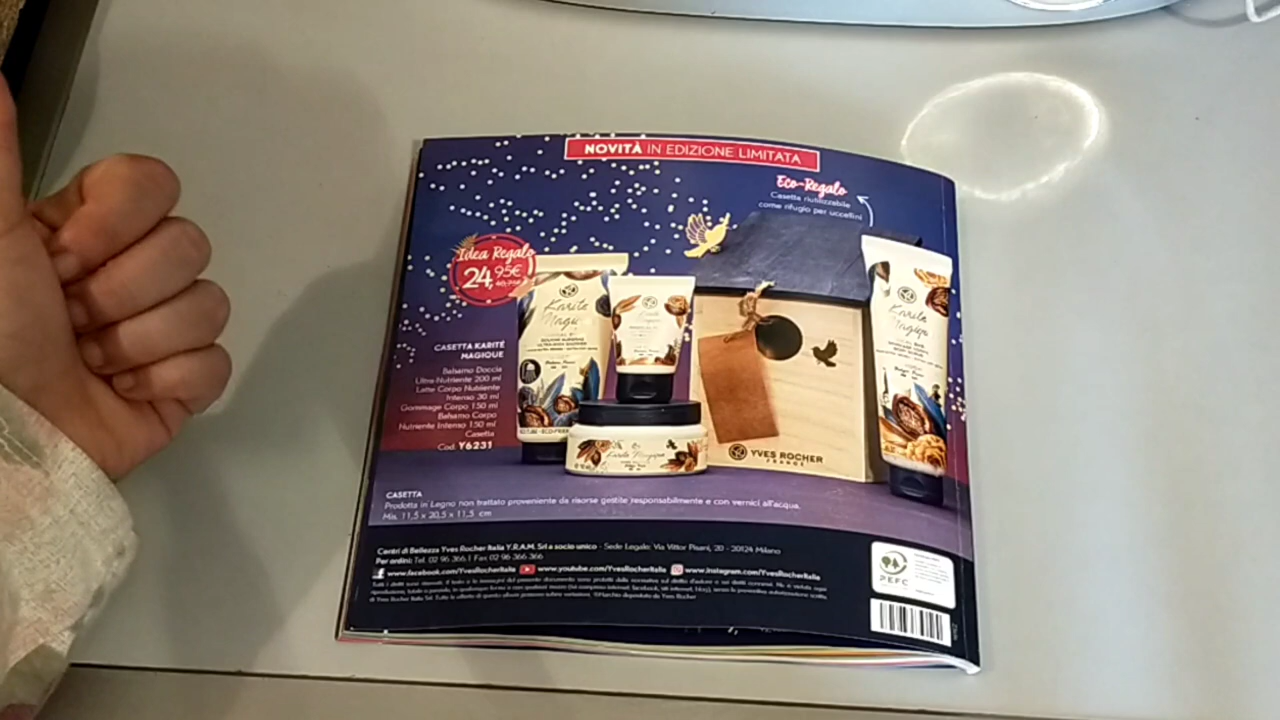 NOVITÀ IN EDIZIONE LIMITATA
Eco-Regalo
Casetta riutilizzabile
come rifugio per uccellini
Idea Regalo
24,95€
CASETTA KARITÉ
MAGIQUE
Balsamo Doccia
Ultra-Nutriente 200 ml
Latte Corpo Nutriente
Intenso 30 ml
Gommage Corpo 150 ml
Balsamo Corpo
Nutriente Intenso 150 ml
Casetta
Cod. Y6231
Karité
Magique
Karité
Magique
Karité
Magique
Karité Magique
YVES ROCHER
FRANCE
CASETTA
Prodotta in Legno non trattato proveniente da risorse gestite responsabilmente e con vernici all'acqua.
Mis. 11,5 x 20,5 x 11,5 cm
Centri di Bellezza Yves Rocher Italia Y.R.A.M. Srl a socio unico - Sede Legale: Via Vittor Pisani, 20 - 20124 Milano
Per ordini: Tel. 02 96 366.1 Fax 02 96 366.366
www.facebook.com/YvesRocherItalia www.youtube.com/YvesRocherItalia www.instagram.com/YvesRocherItalia
PEFC